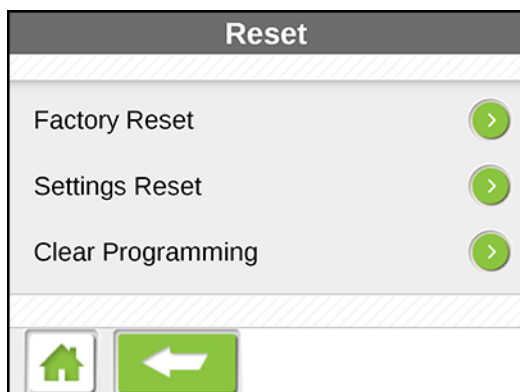 Reset
Factory Reset
Settings Reset
Clear Programming